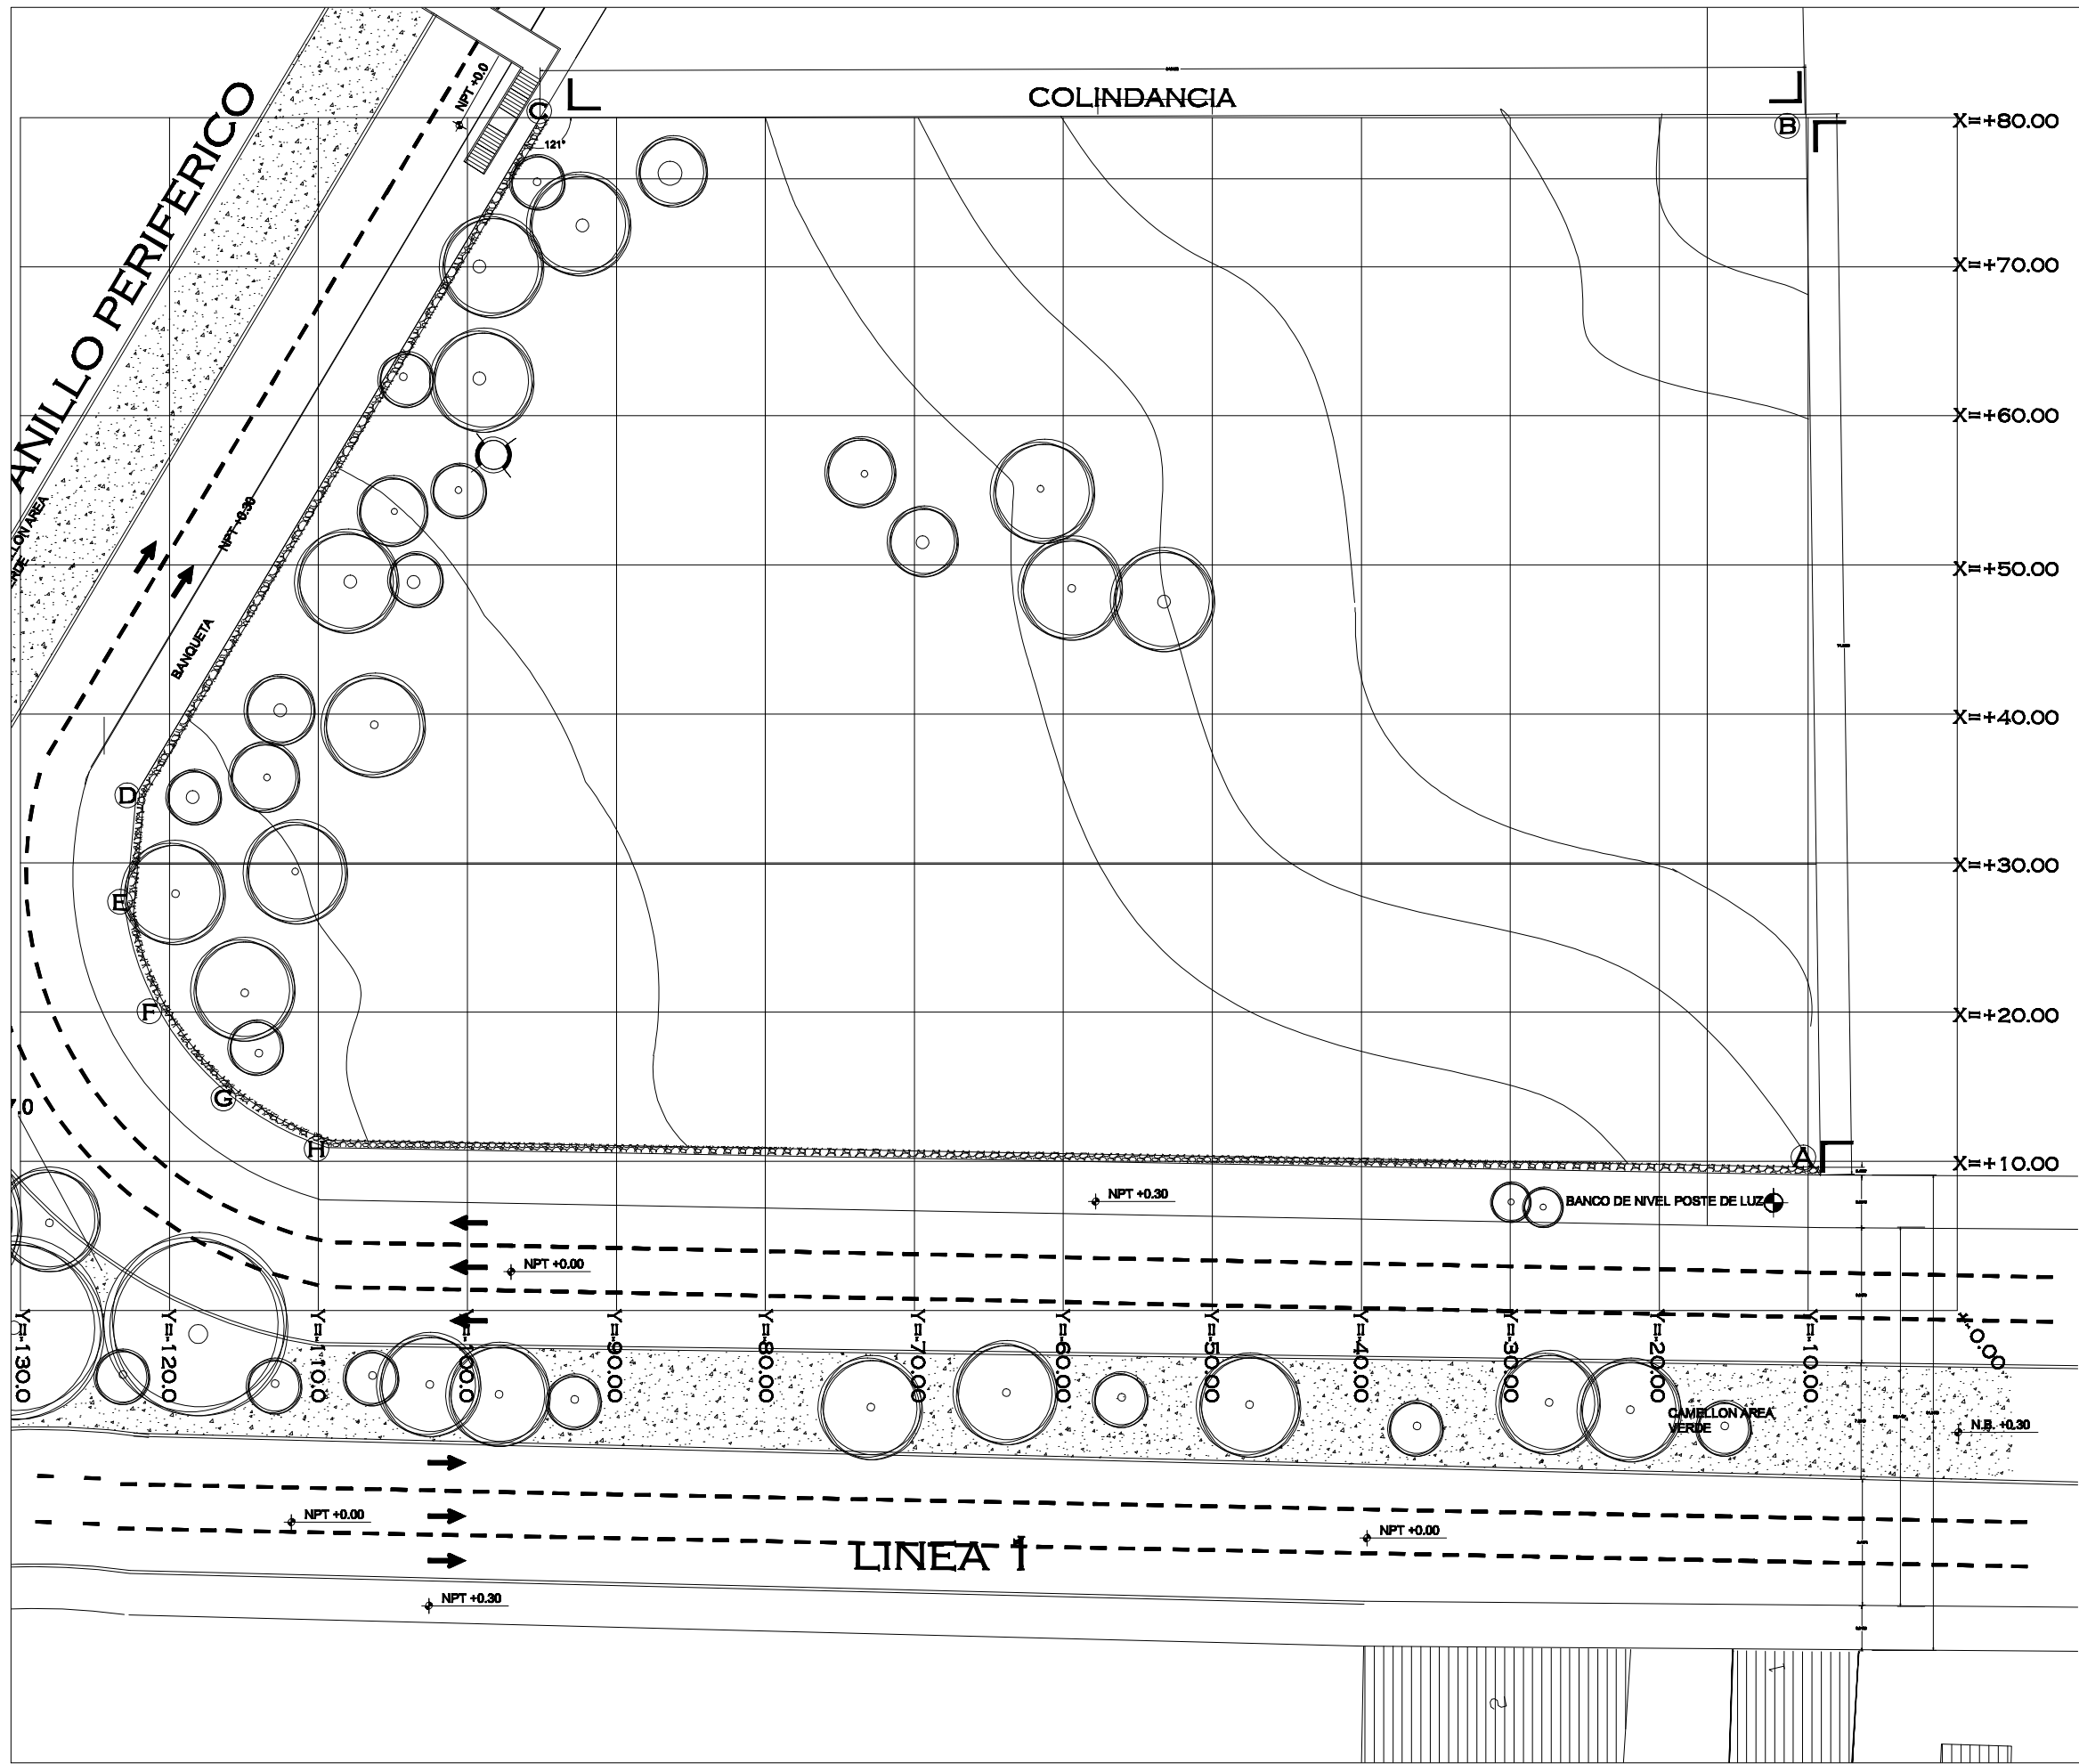 NPT +0.0
COLINDANCIA
C
B
X=+80.00
121°
ANILLO PERIFERICO
X=+70.00
X=+60.00
NPT +0.30
X=+50.00
BANQUETA
X=+40.00
D
X=+30.00
E
F
X=+20.00
G
7.0
H
A
X=+10.00
NPT +0.30
BANCO DE NIVEL POSTE DE LUZ
NPT +0.00
Y=-130.0
Y=-120.0
Y=-110.0
Y=-100.0
Y=-90.00
Y=-80.00
Y=-70.00
Y=-60.00
Y=-50.00
Y=-40.00
Y=-30.00
Y=-20.00
Y=-10.00
CAMELLON AREA
VERDE
N.B. +0.30
NPT +0.00
NPT +0.00
LINEA 1
NPT +0.30
2
1